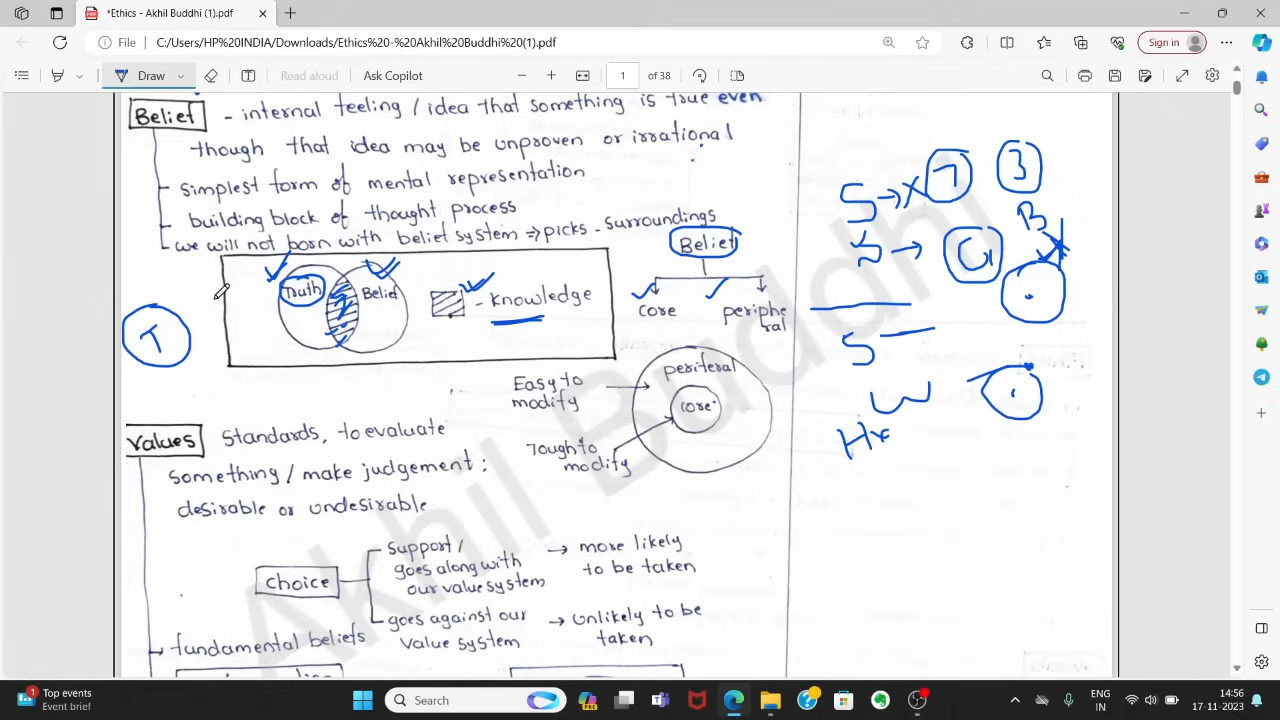 *Ethics - Akhil Buddhi (1).pdf
File
C:/Users/HP%20INDIA/Downloads/Ethics%20-%20Akhil%20Buddhi%20(1).pdf
Sign in
Draw
Read aloud
Ask Copilot
1 of 38
Belief - internal feeling / idea that something is true even
though that idea may be unproven or irrational
simplest form of mental representation
building block of thought process
we will not born with belief system => picks - surroundings
Truth
Belief
- Knowledge
T
Belief
core
periphe
ral
Easy to
modify
periferal
core
Tough to
modify
S → X 7 3
B
S → G
S
W
Values Standards, to evaluate
something / make judgement:
desirable or undesirable
choice
Support /
goes along with
our value system
→ more likely
to be taken
goes against our
value system
→ unlikely to be
taken
→ fundamental beliefs
Akhil Buddhi
1
Top events
Event brief
Search
ENG
IN
14:56
17-11-2023